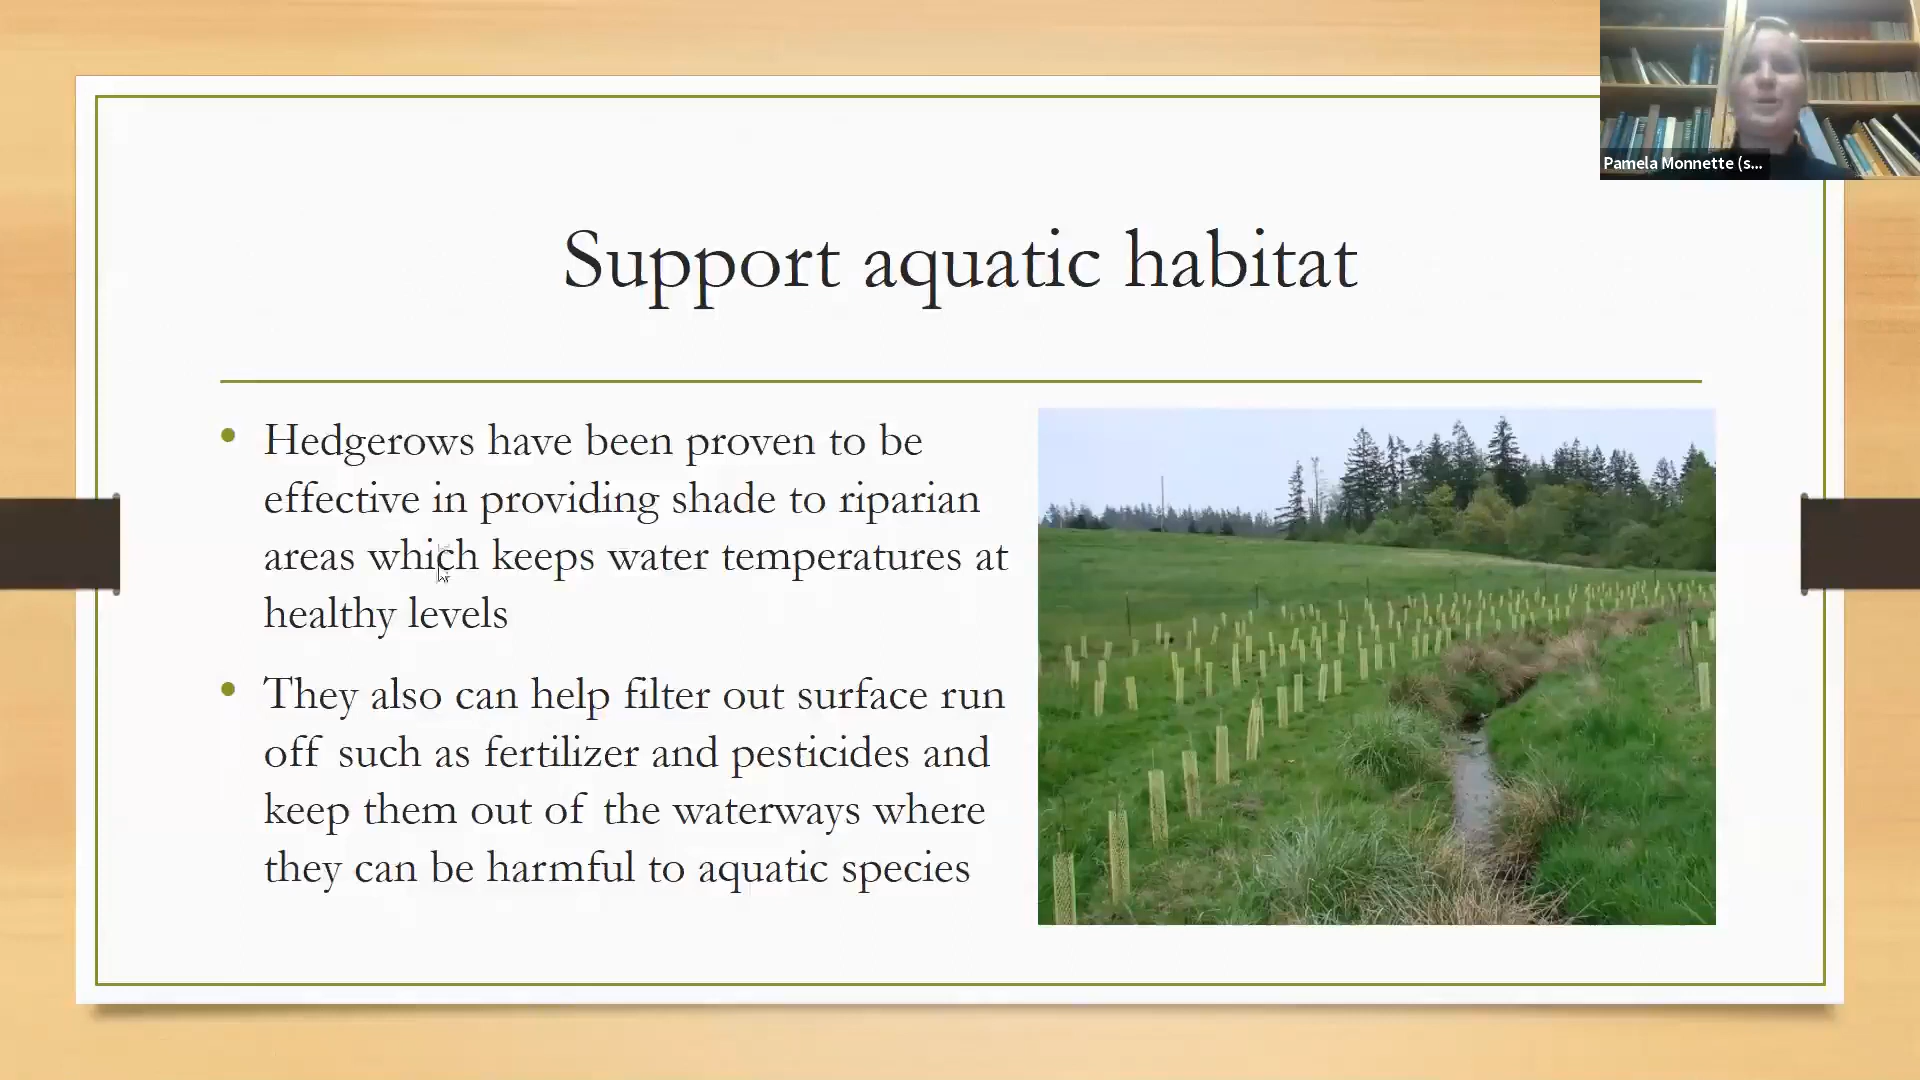 Pamela Monnette (s...
Support aquatic habitat
Hedgerows have been proven to be
effective in providing shade to riparian
areas which keeps water temperatures at
healthy levels
They also can help filter out surface run
off such as fertilizer and pesticides and
keep them out of the waterways where
they can be harmful to aquatic species